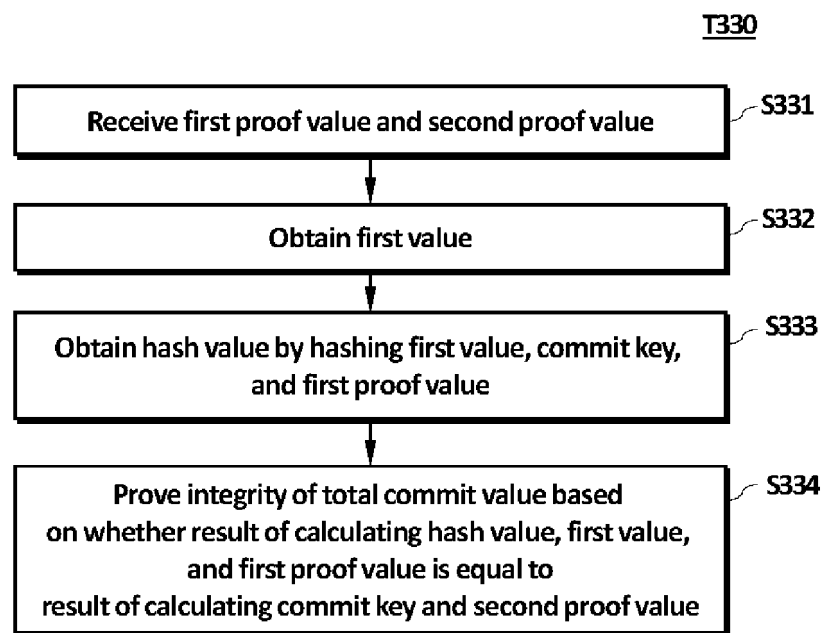 T330
Receive first proof value and second proof value
S331
Obtain first value
S332
Obtain hash value by hashing first value, commit key,
and first proof value
S333
Prove integrity of total commit value based
on whether result of calculating hash value, first value,
and first proof value is equal to
result of calculating commit key and second proof value
S334